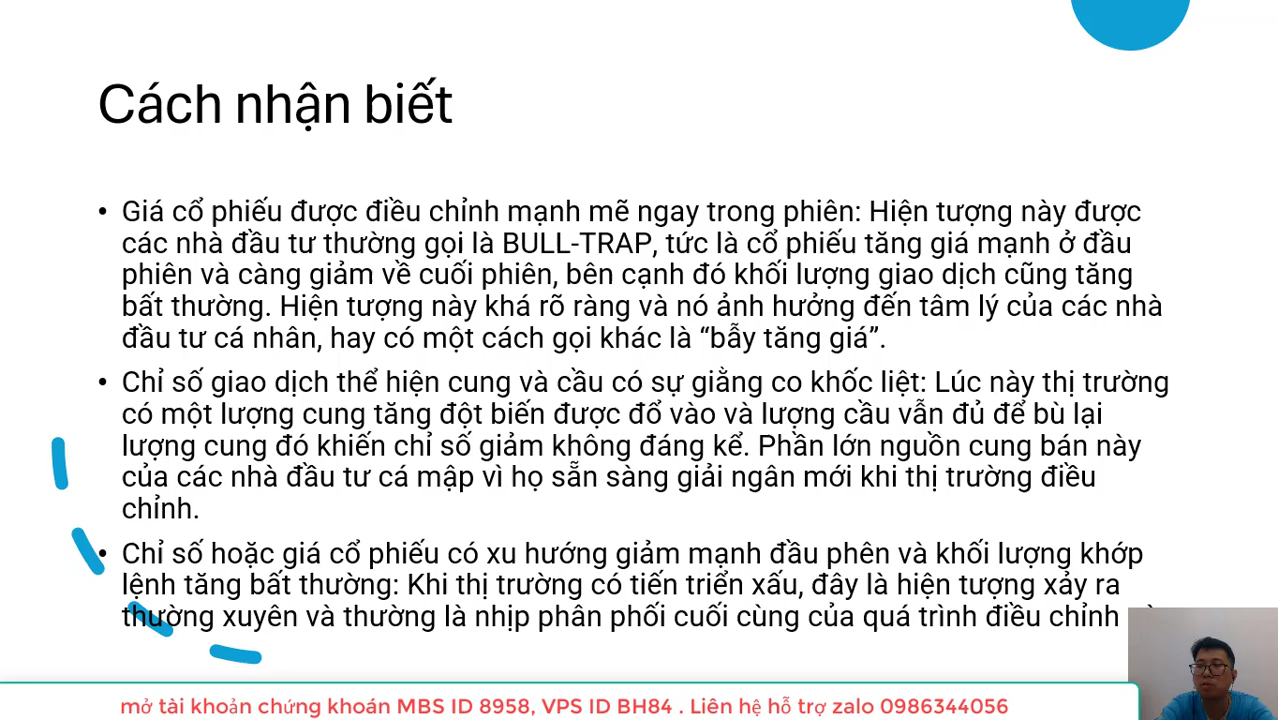 Cách nhận biết
• Giá cổ phiếu được điều chỉnh mạnh mẽ ngay trong phiên: Hiện tượng này được
các nhà đầu tư thường gọi là BULL-TRAP, tức là cổ phiếu tăng giá mạnh ở đầu
phiên và càng giảm về cuối phiên, bên cạnh đó khối lượng giao dịch cũng tăng
bất thường. Hiện tượng này khá rõ ràng và nó ảnh hưởng đến tâm lý của các nhà
đầu tư cá nhân, hay có một cách gọi khác là “bẫy tăng giá”.
• Chỉ số giao dịch thể hiện cung và cầu có sự giằng co khốc liệt: Lúc này thị trường
có một lượng cung tăng đột biến được đổ vào và lượng cầu vẫn đủ để bù lại
lượng cung đó khiến chỉ số giảm không đáng kể. Phần lớn nguồn cung bán này
của các nhà đầu tư cá mập vì họ sẵn sàng giải ngân mới khi thị trường điều
chỉnh.
• Chỉ số hoặc giá cổ phiếu có xu hướng giảm mạnh đầu phên và khối lượng khớp
lệnh tăng bất thường: Khi thị trường có tiến triển xấu, đây là hiện tượng xảy ra
thường xuyên và thường là nhịp phân phối cuối cùng của quá trình điều chỉnh
mở tài khoản chứng khoán MBS ID 8958, VPS ID BH84 . Liên hệ hỗ trợ zalo 0986344056